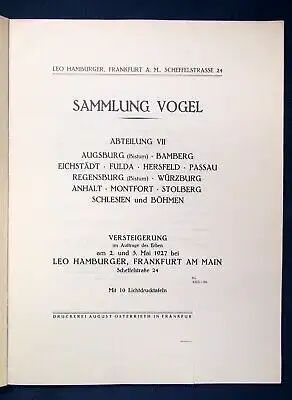 LEO HAMBURGER, FRANKFURT A. M., SCHEFFELSTRASSE 24
SAMMLUNG VOGEL
ABTEILUNG VII
AUGSBURG (Bistum) · BAMBERG
EICHSTÄDT · FULDA · HERSFELD · PASSAU
REGENSBURG (Bistum) · WÜRZBURG
ANHALT · MONTFORT · STOLBERG
SCHLESIEN und BÖHMEN
VERSTEIGERUNG
im Auftrage des Erben
am 2. und 3. Mai 1927 bei
LEO HAMBURGER, FRANKFURT AM MAIN
Scheffelstraße 24
Mit 10 Lichtdrucktafeln
DRUCKEREI AUGUST OSTERRIETH IN FRANKFUR